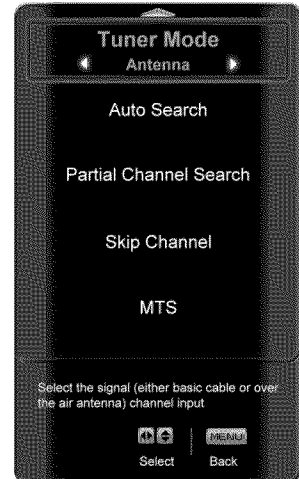 Tuner Mode
Antenna
Auto Search
Partial Channel Search
Skip Channel
MTS
Select the signal (either basic cable or over
the air antenna) channel input
MENU
Select Back